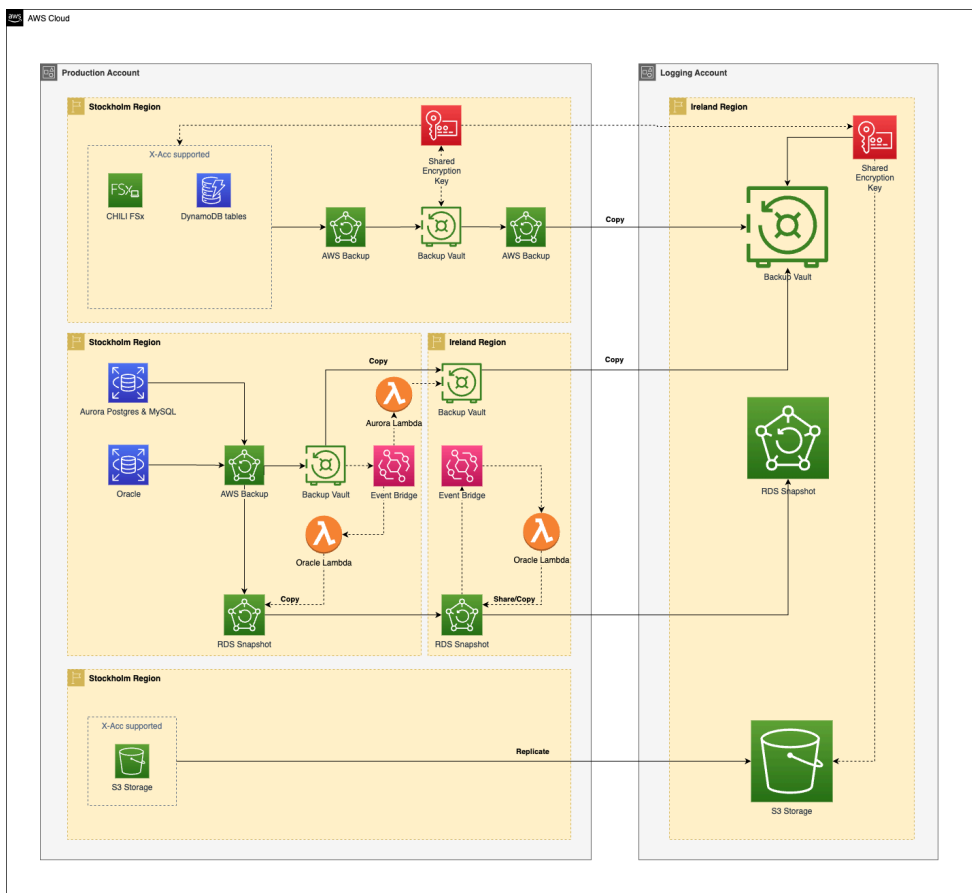 aws
AWS Cloud
Production Account
Stockholm Region
X-Acc supported
FSx
CHILI FSx
DynamoDB tables
AWS Backup
Shared
Encryption
Key
Backup Vault
AWS Backup
Copy
Logging Account
Ireland Region
Shared
Encryption
Key
Backup Vault
Stockholm Region
Aurora Postgres & MySQL
Oracle
AWS Backup
Copy
Aurora Lambda
Backup Vault
Event Bridge
Oracle Lambda
Copy
RDS Snapshot
Ireland Region
Backup Vault
Copy
Event Bridge
Oracle Lambda
Share/Copy
RDS Snapshot
RDS Snapshot
Stockholm Region
X-Acc supported
S3 Storage
Replicate
S3 Storage